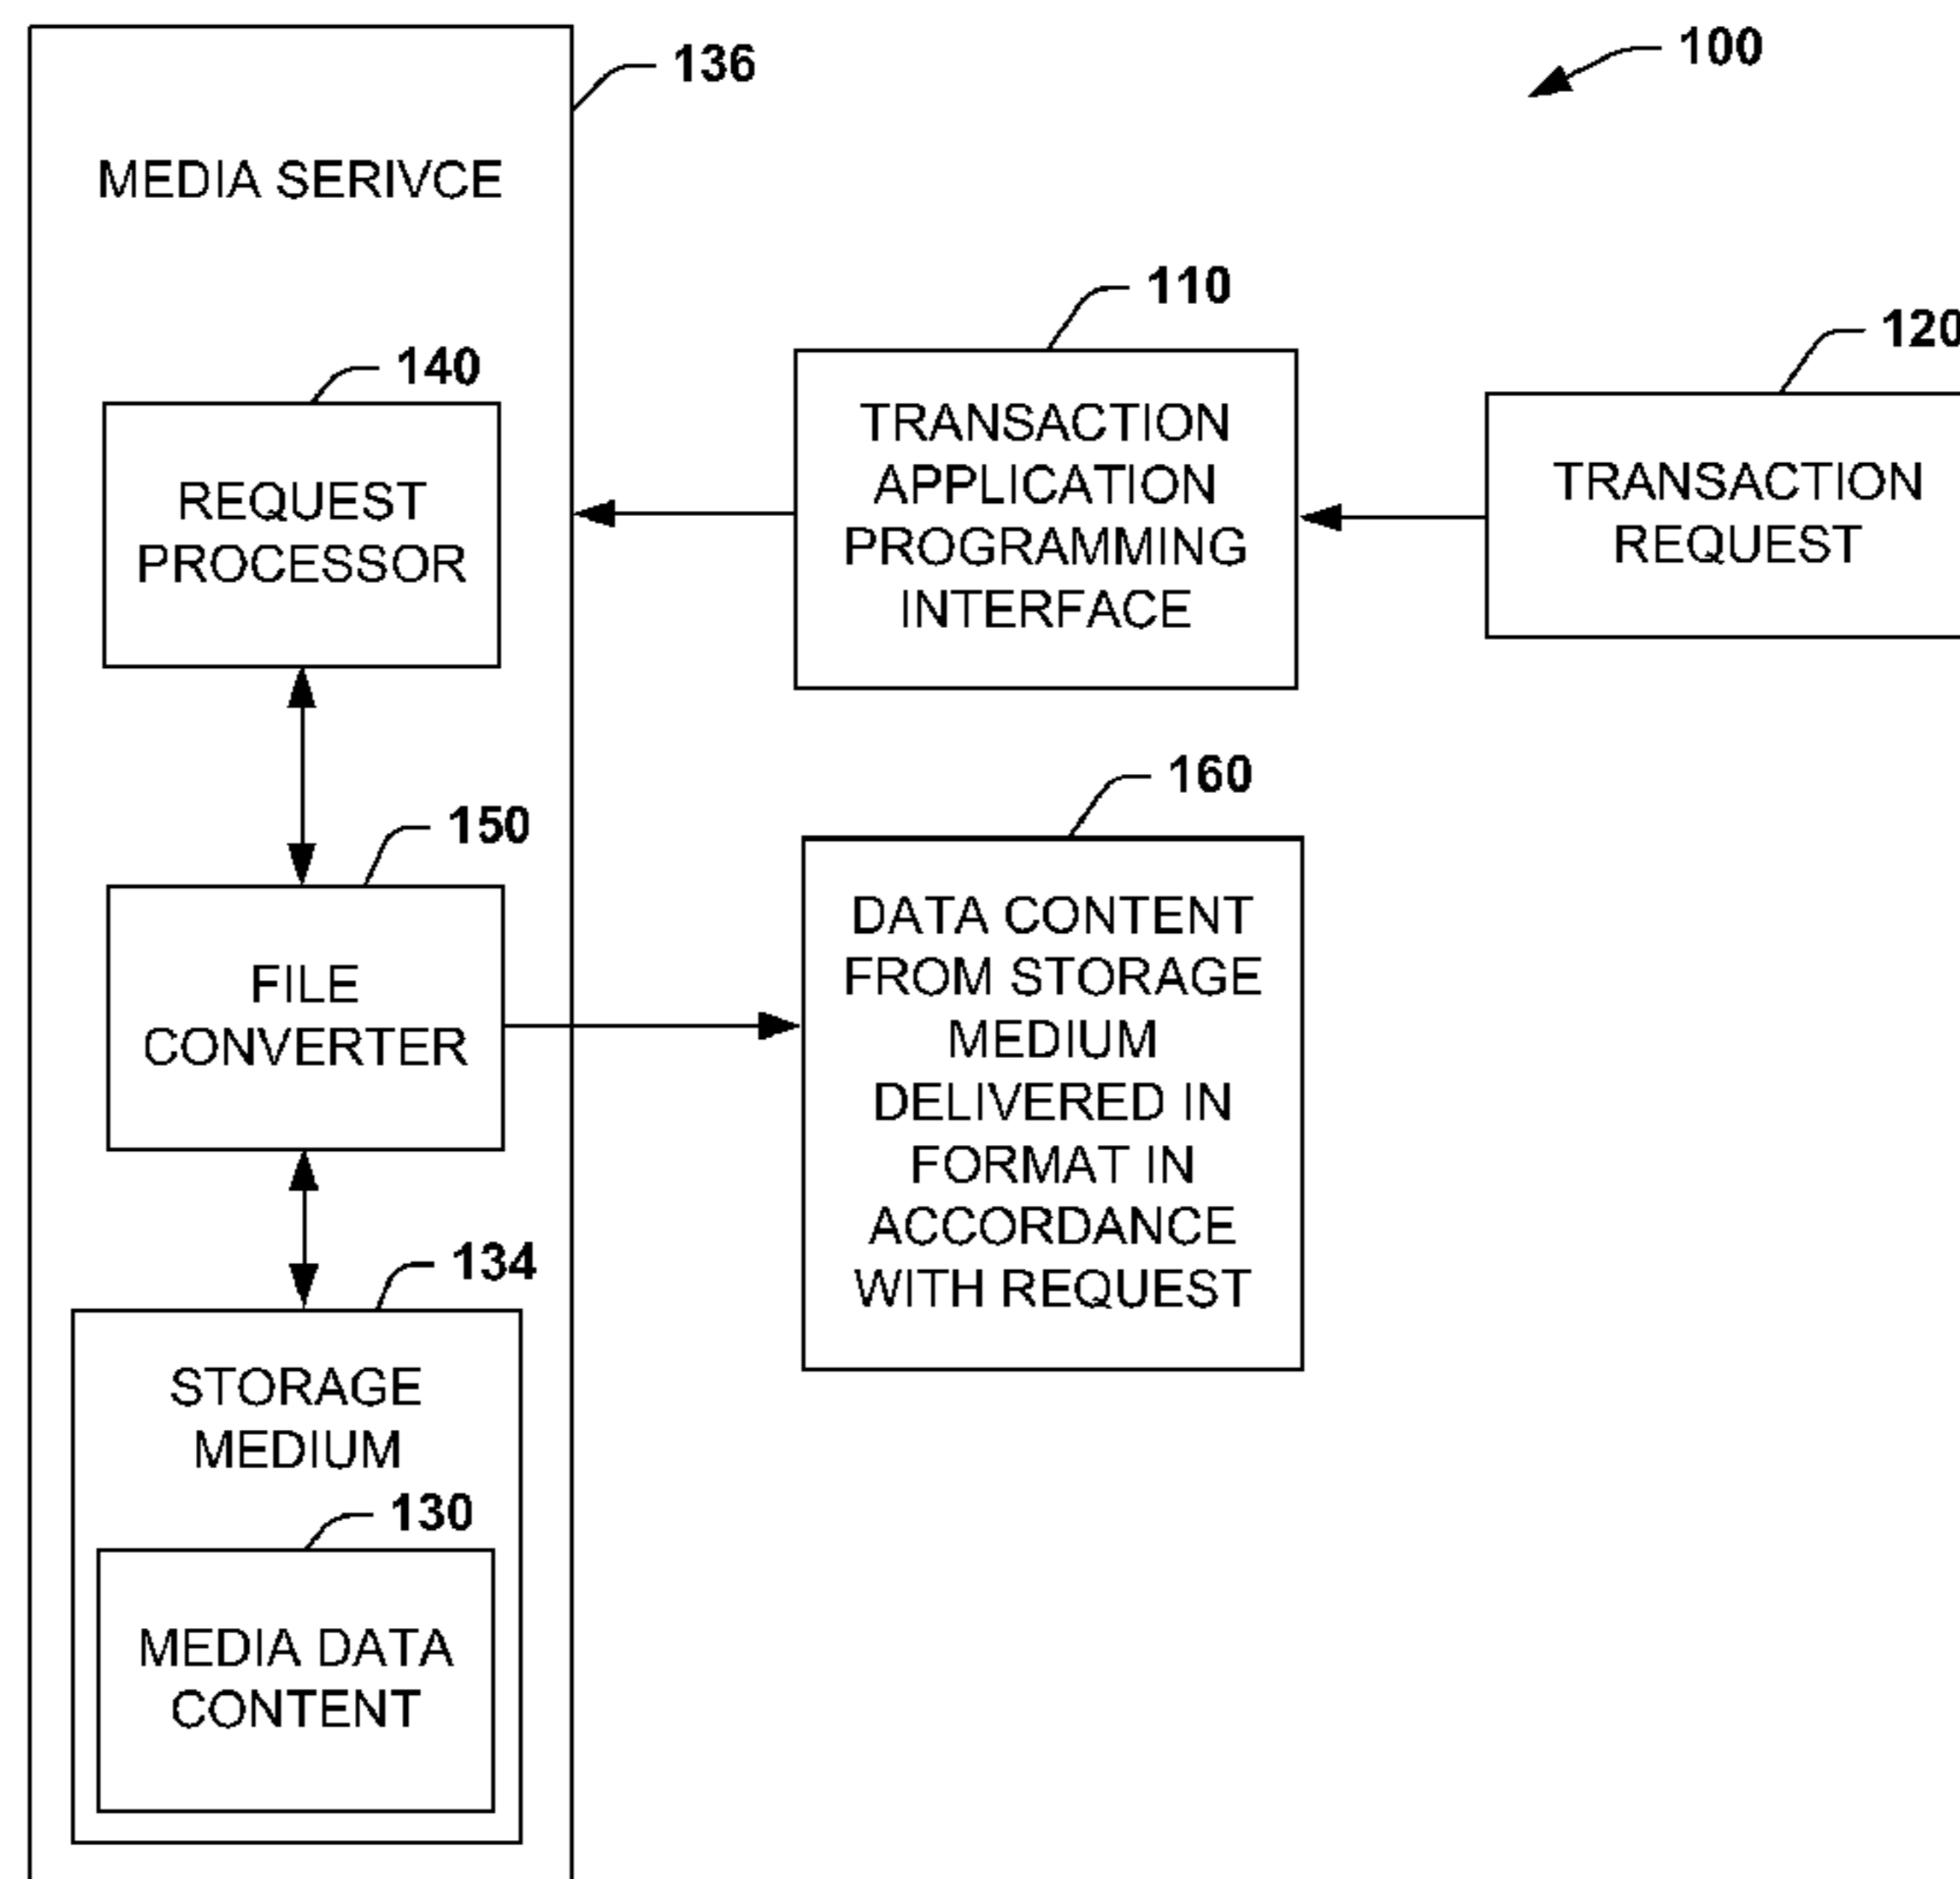 136
100
MEDIA SERIVCE
110
120
140
TRANSACTION
APPLICATION
PROGRAMMING
INTERFACE
TRANSACTION
REQUEST
REQUEST
PROCESSOR
160
150
DATA CONTENT
FROM STORAGE
MEDIUM
DELIVERED IN
FORMAT IN
ACCORDANCE
WITH REQUEST
FILE
CONVERTER
134
STORAGE
MEDIUM
130
MEDIA DATA
CONTENT